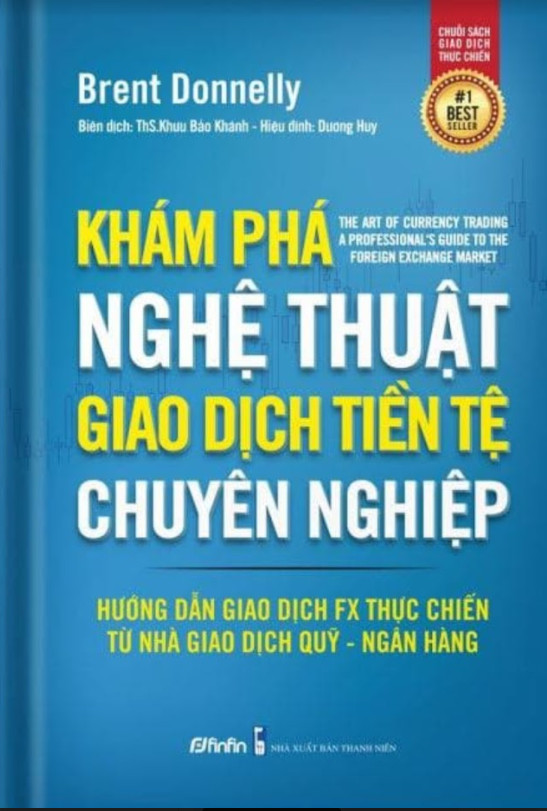 CHUỖI SÁCH
GIAO DỊCH
THỰC CHIẾN
#1
BEST
SELLER
Brent Donnelly
Biên dịch: ThS.Khưu Bảo Khánh - Hiệu đính: Dương Huy
KHÁM PHÁ
THE ART OF CURRENCY TRADING
A PROFESSIONAL'S GUIDE TO THE
FOREIGN EXCHANGE MARKET
NGHỆ THUẬT
GIAO DỊCH TIỀN TỆ
CHUYÊN NGHIỆP
HƯỚNG DẪN GIAO DỊCH FX THỰC CHIẾN
TỪ NHÀ GIAO DỊCH QUỸ - NGÂN HÀNG
finfin
NHÀ XUẤT BẢN THANH NIÊN